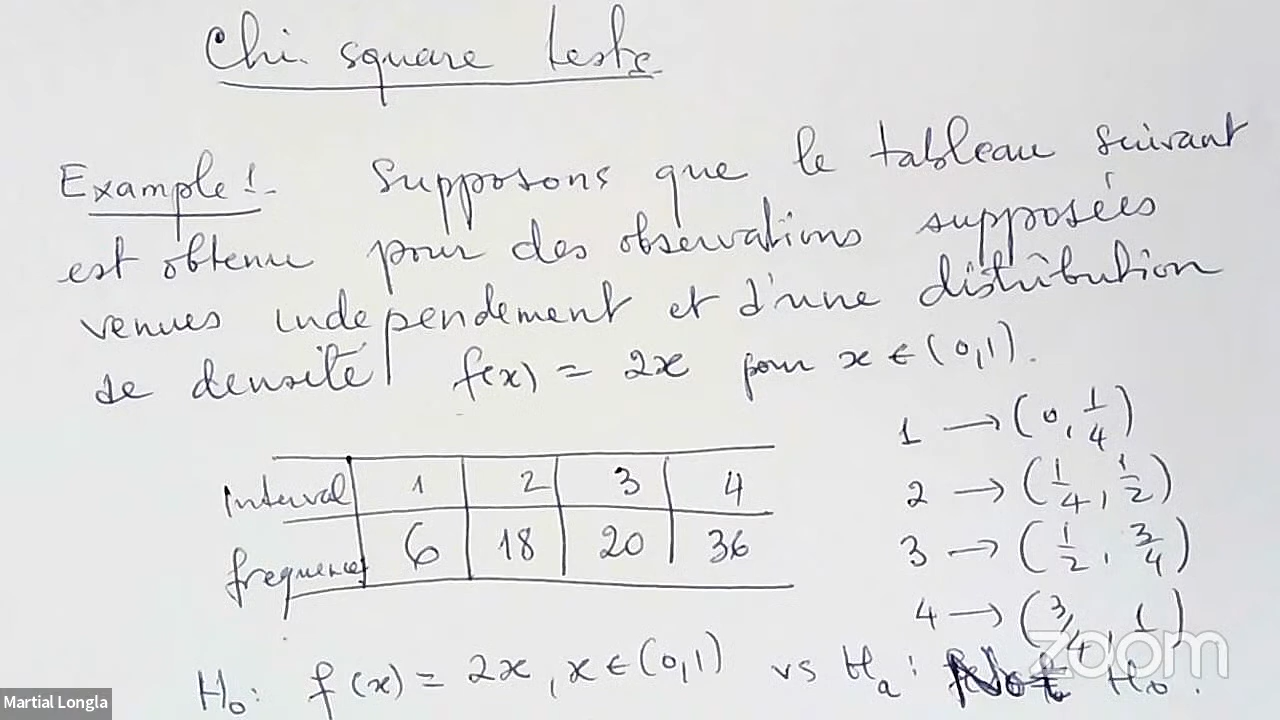 Chi-square tests
Example 1. Supposons que le tableau suivant
est obtenu pour des observations supposées
venues independement et d'une distribution
de densité f(x) = 2x pour x ∈ (0,1).
1 → (0, 1/4)
2 → (1/4, 1/2)
3 → (1/2, 3/4)
4 → (3/4, 1)
Interval 1 2 3 4
frequences 6 18 20 36
H₀: f(x) = 2x, x ∈ (0,1) vs Hₐ: Not H₀.
zoom
Martial Longla